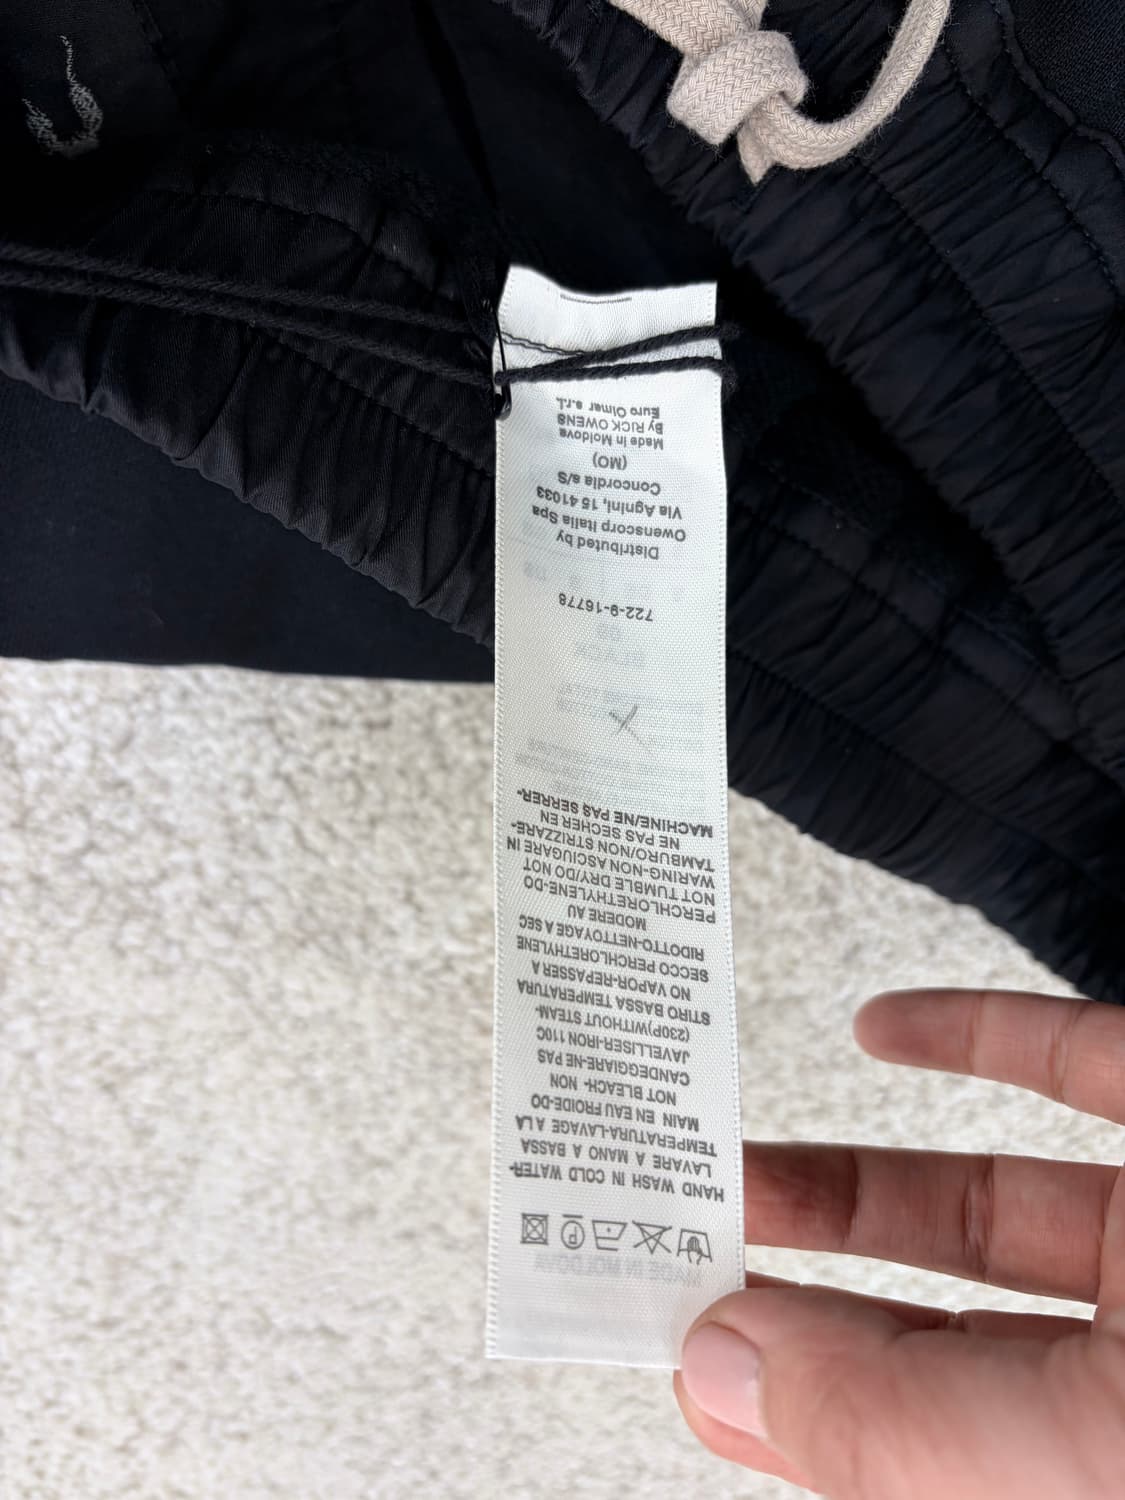 P
HAND WASH IN COLD WATER-
LAVARE A MANO A BASSA
TEMPERATURA-LAVAGE A LA
MAIN EN EAU FROIDE-DO
NOT BLEACH- NON
CANDEGGIARE-NE PAS
JAVELLISER-IRON 110C
(230P)WITHOUT STEAM-
STIRO BASSA TEMPERATURA
NO VAPOR-REPASSER A
SECCO PERCHLORETHYLENE
RIDOTTO-NETTOYAGE A SEC
MODERE AU
PERCHLORETHYLENE-DO
NOT TUMBLE DRY/DO NOT
WARING-NON ASCIUGARE IN
TAMBURO/NON STRIZZARE-
NE PAS SECHER EN
MACHINE/NE PAS SERRER-
722-9-16778
Distributed by
Owenscorp Italia Spa
Via Agnini, 15 41033
Concordia s/S
(MO)
Made in Moldova
By RICK OWENS
Euro Olmar s.r.l.